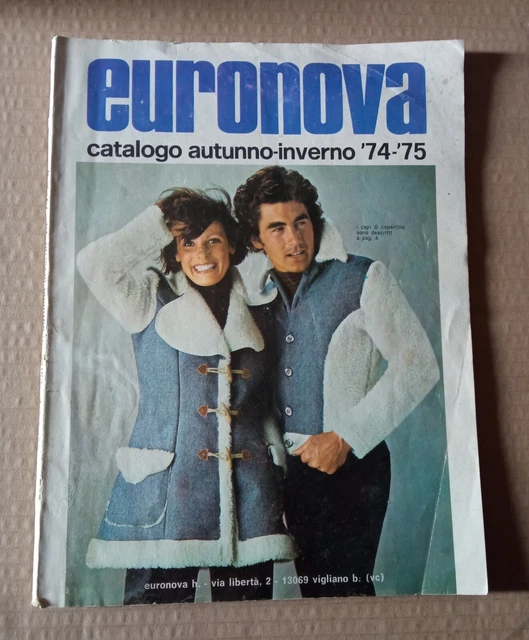 euronova
catalogo autunno-inverno '74-'75
i capi di copertina
sono descritti
a pag. 4
euronova h. - via libertà, 2 - 13069 vigliano b. (vc)